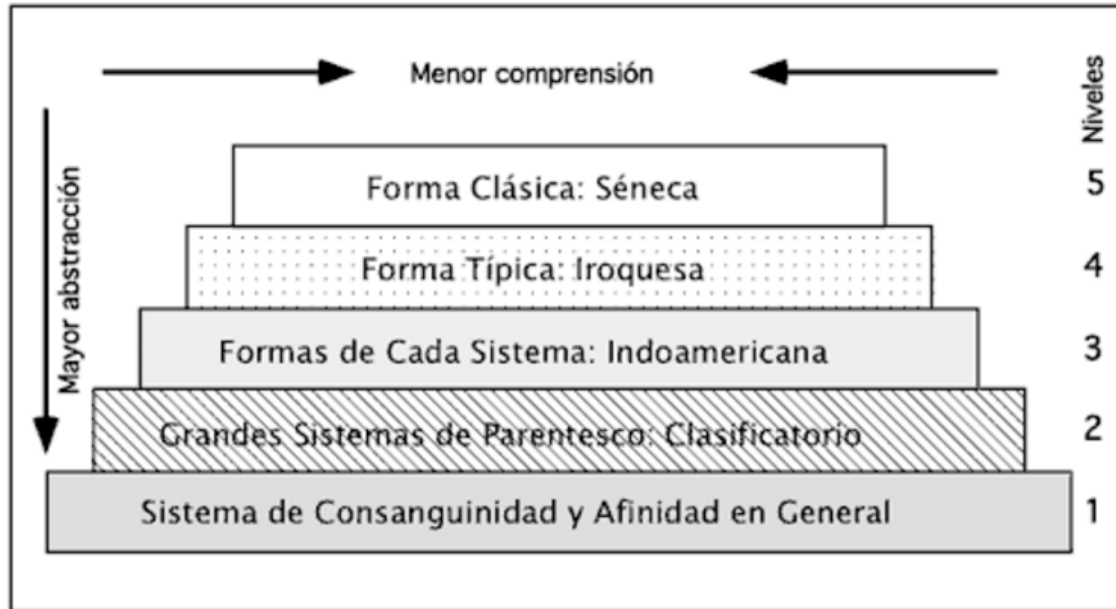 Menor comprensión
Niveles
Mayor abstracción
Forma Clásica: Séneca
5
Forma Típica: Iroquesa
4
Formas de Cada Sistema: Indoamericana
3
Grandes Sistemas de Parentesco: Clasificatorio
2
Sistema de Consanguinidad y Afinidad en General
1